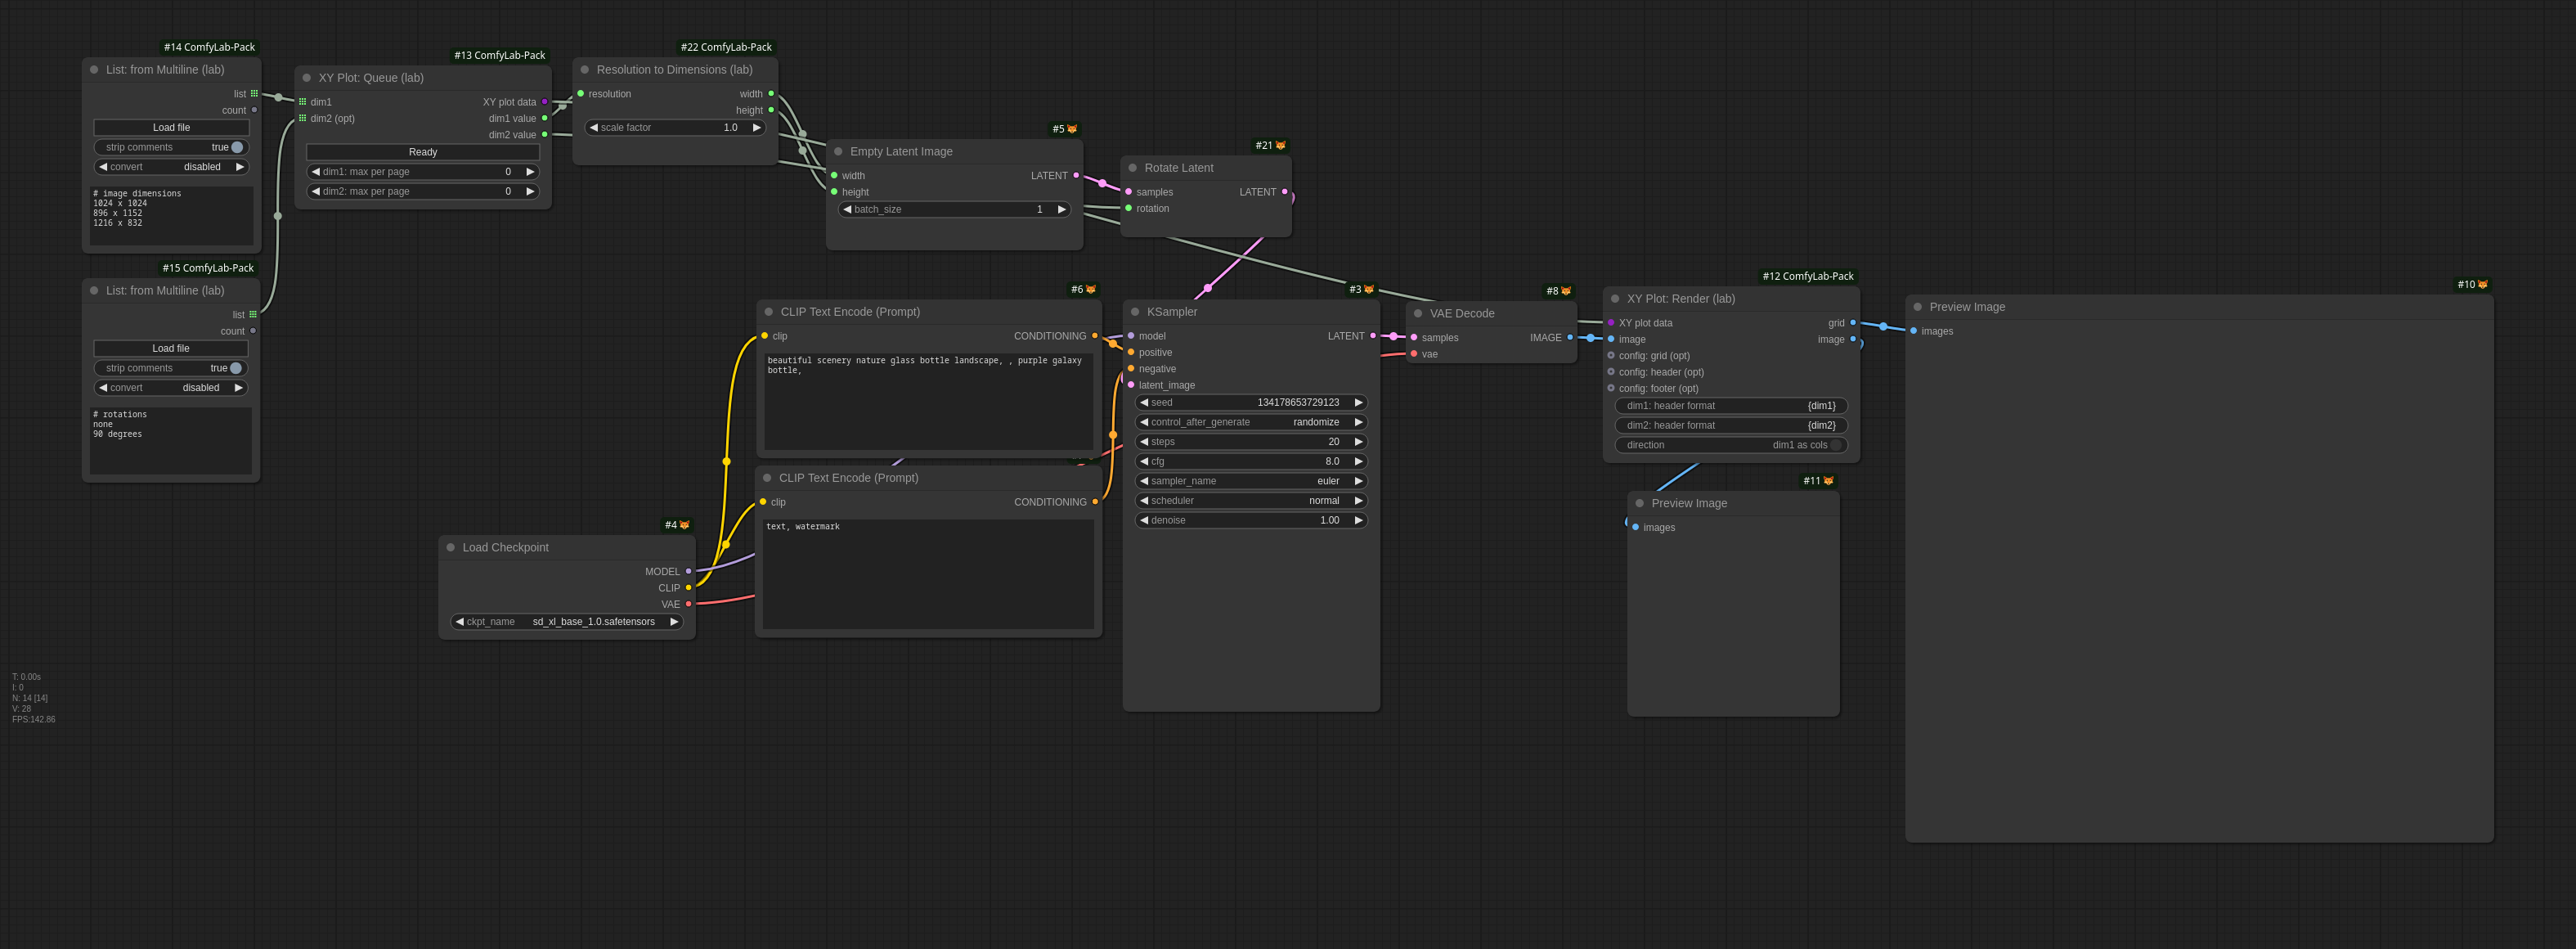 #14 ComfyLab-Pack
List: from Multiline (lab)
list
count
Load file
strip comments true
convert disabled
# image dimensions
1024 x 1024
896 x 1152
1216 x 832
#15 ComfyLab-Pack
List: from Multiline (lab)
list
count
Load file
strip comments true
convert disabled
# rotations
none
90 degrees
#13 ComfyLab-Pack
XY Plot: Queue (lab)
dim1 XY plot data
dim2 (opt) dim1 value
dim2 value
Ready
dim1: max per page 0
dim2: max per page 0
#22 ComfyLab-Pack
Resolution to Dimensions (lab)
resolution width
height
scale factor 1.0
#5
Empty Latent Image
width LATENT
height
batch_size 1
#21
Rotate Latent
samples LATENT
rotation
#4
Load Checkpoint
MODEL
CLIP
VAE
ckpt_name sd_xl_base_1.0.safetensors
#6
CLIP Text Encode (Prompt)
clip CONDITIONING
beautiful scenery nature glass bottle landscape, , purple galaxy
bottle,
CLIP Text Encode (Prompt)
clip CONDITIONING
text, watermark
#3
KSampler
model LATENT
positive
negative
latent_image
seed 134178653729123
control_after_generate randomize
steps 20
cfg 8.0
sampler_name euler
scheduler normal
denoise 1.00
#8
VAE Decode
samples IMAGE
vae
#12 ComfyLab-Pack
XY Plot: Render (lab)
XY plot data grid
image image
config: grid (opt)
config: header (opt)
config: footer (opt)
dim1: header format {dim1}
dim2: header format {dim2}
direction dim1 as cols
#11
Preview Image
images
#10
Preview Image
images
T: 0.00s
I: 0
N: 14 [14]
V: 28
FPS:142.86